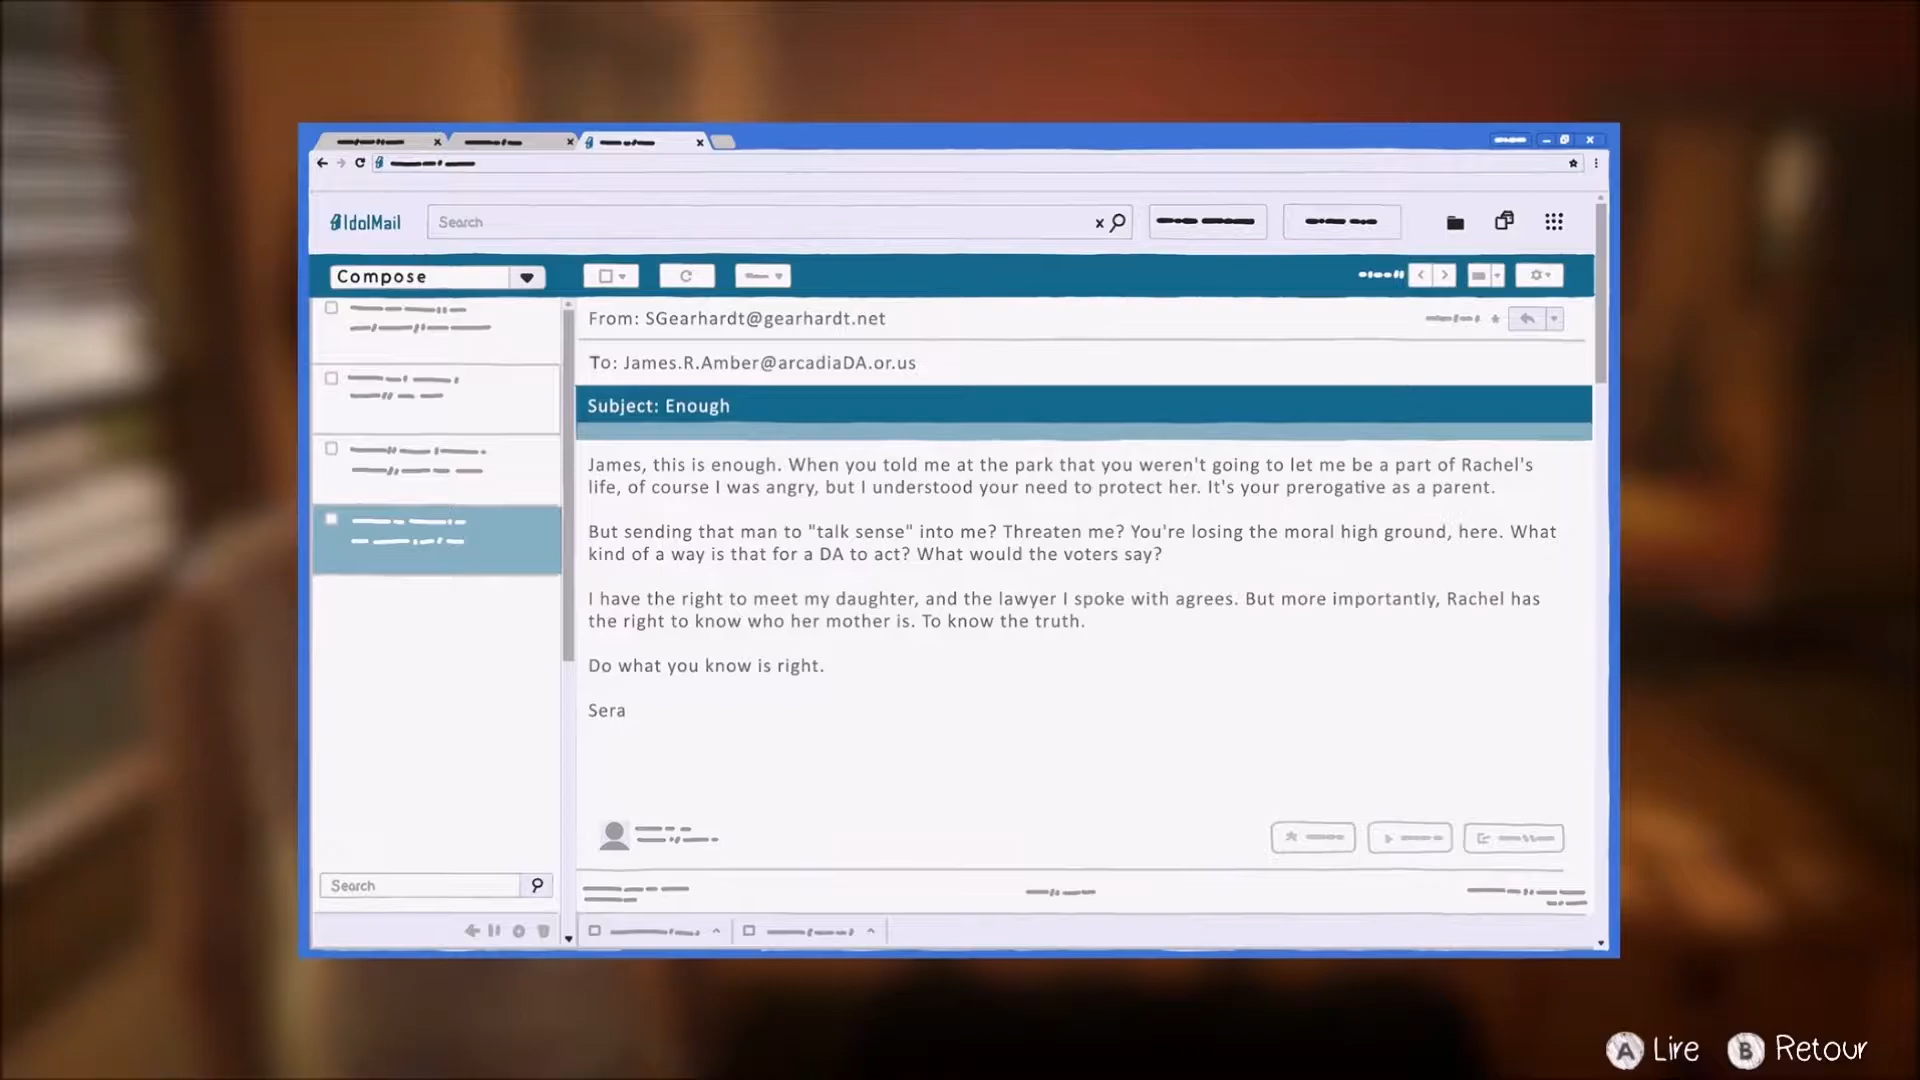 IdolMail
Search
x
Compose
From: SGearhardt@gearhardt.net
To: James.R.Amber@arcadiaDA.or.us
Subject: Enough
James, this is enough. When you told me at the park that you weren't going to let me be a part of Rachel's
life, of course I was angry, but I understood your need to protect her. It's your prerogative as a parent.
But sending that man to "talk sense" into me? Threaten me? You're losing the moral high ground, here. What
kind of a way is that for a DA to act? What would the voters say?
I have the right to meet my daughter, and the lawyer I spoke with agrees. But more importantly, Rachel has
the right to know who her mother is. To know the truth.
Do what you know is right.
Sera
Search
A Lire B Retour